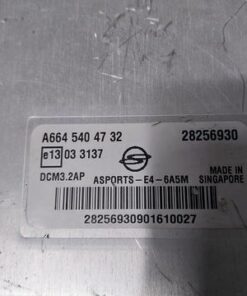 A664 540 47 32 28256930
e13 03 3137
MADE IN
SINGAPORE
DCM3.2AP ASPORTS-E4-6A5M
28256930901610027